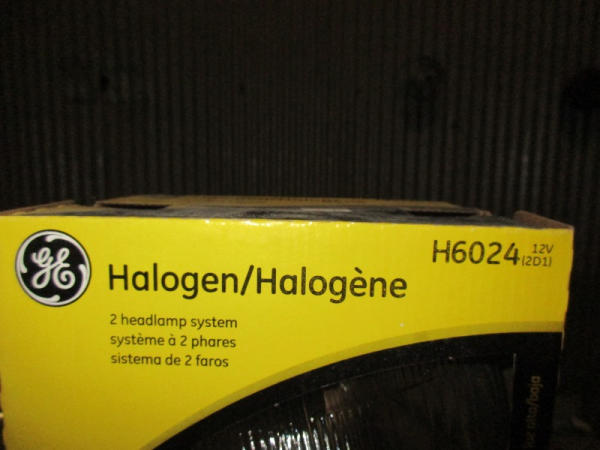 GE
Halogen/Halogène
H6024 12V
(2D1)
2 headlamp system
système à 2 phares
sistema de 2 faros